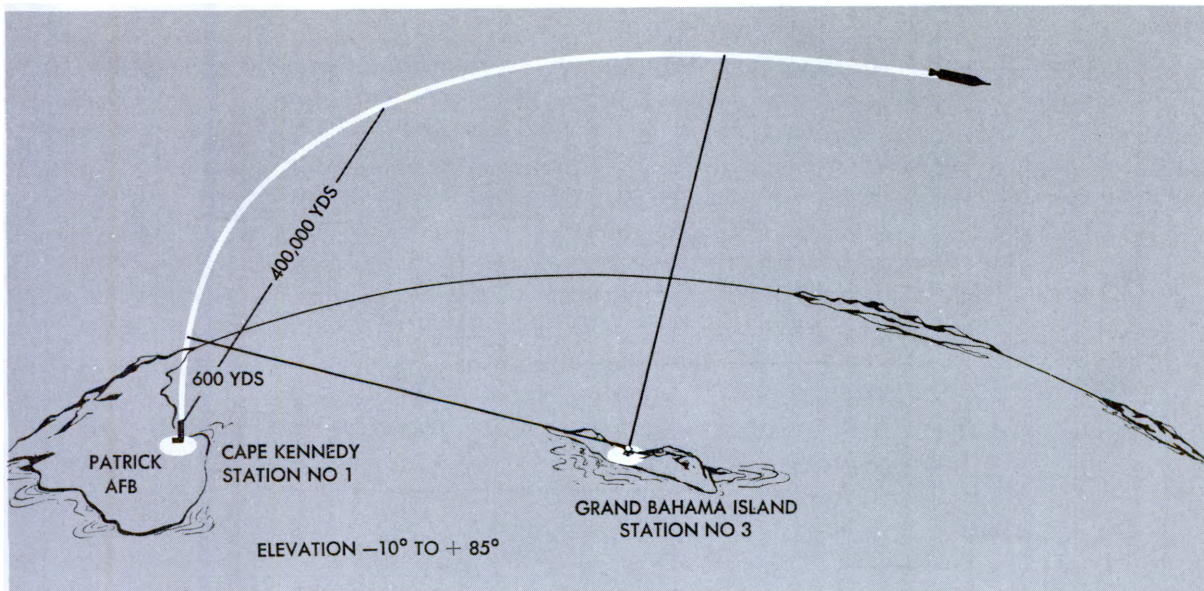 400,000 YDS
600 YDS
PATRICK
AFB
CAPE KENNEDY
STATION NO 1
GRAND BAHAMA ISLAND
STATION NO 3
ELEVATION —10° TO + 85°